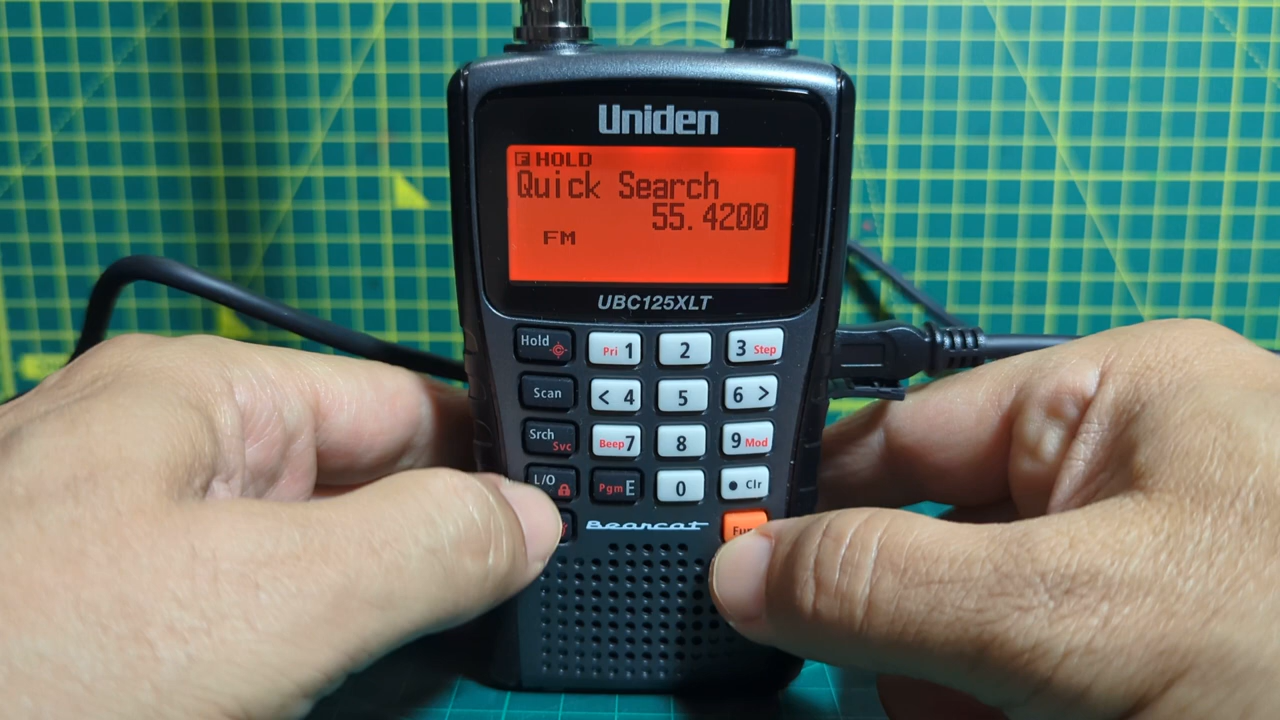 Uniden
F HOLD
Quick Search
55.4200
FM
UBC125XLT
Hold Pri 1 2 3 Step
Scan < 4 5 6 >
Srch Svc Beep 7 8 9 Mod
L/O Pgm E 0 • Clr
Bearcat